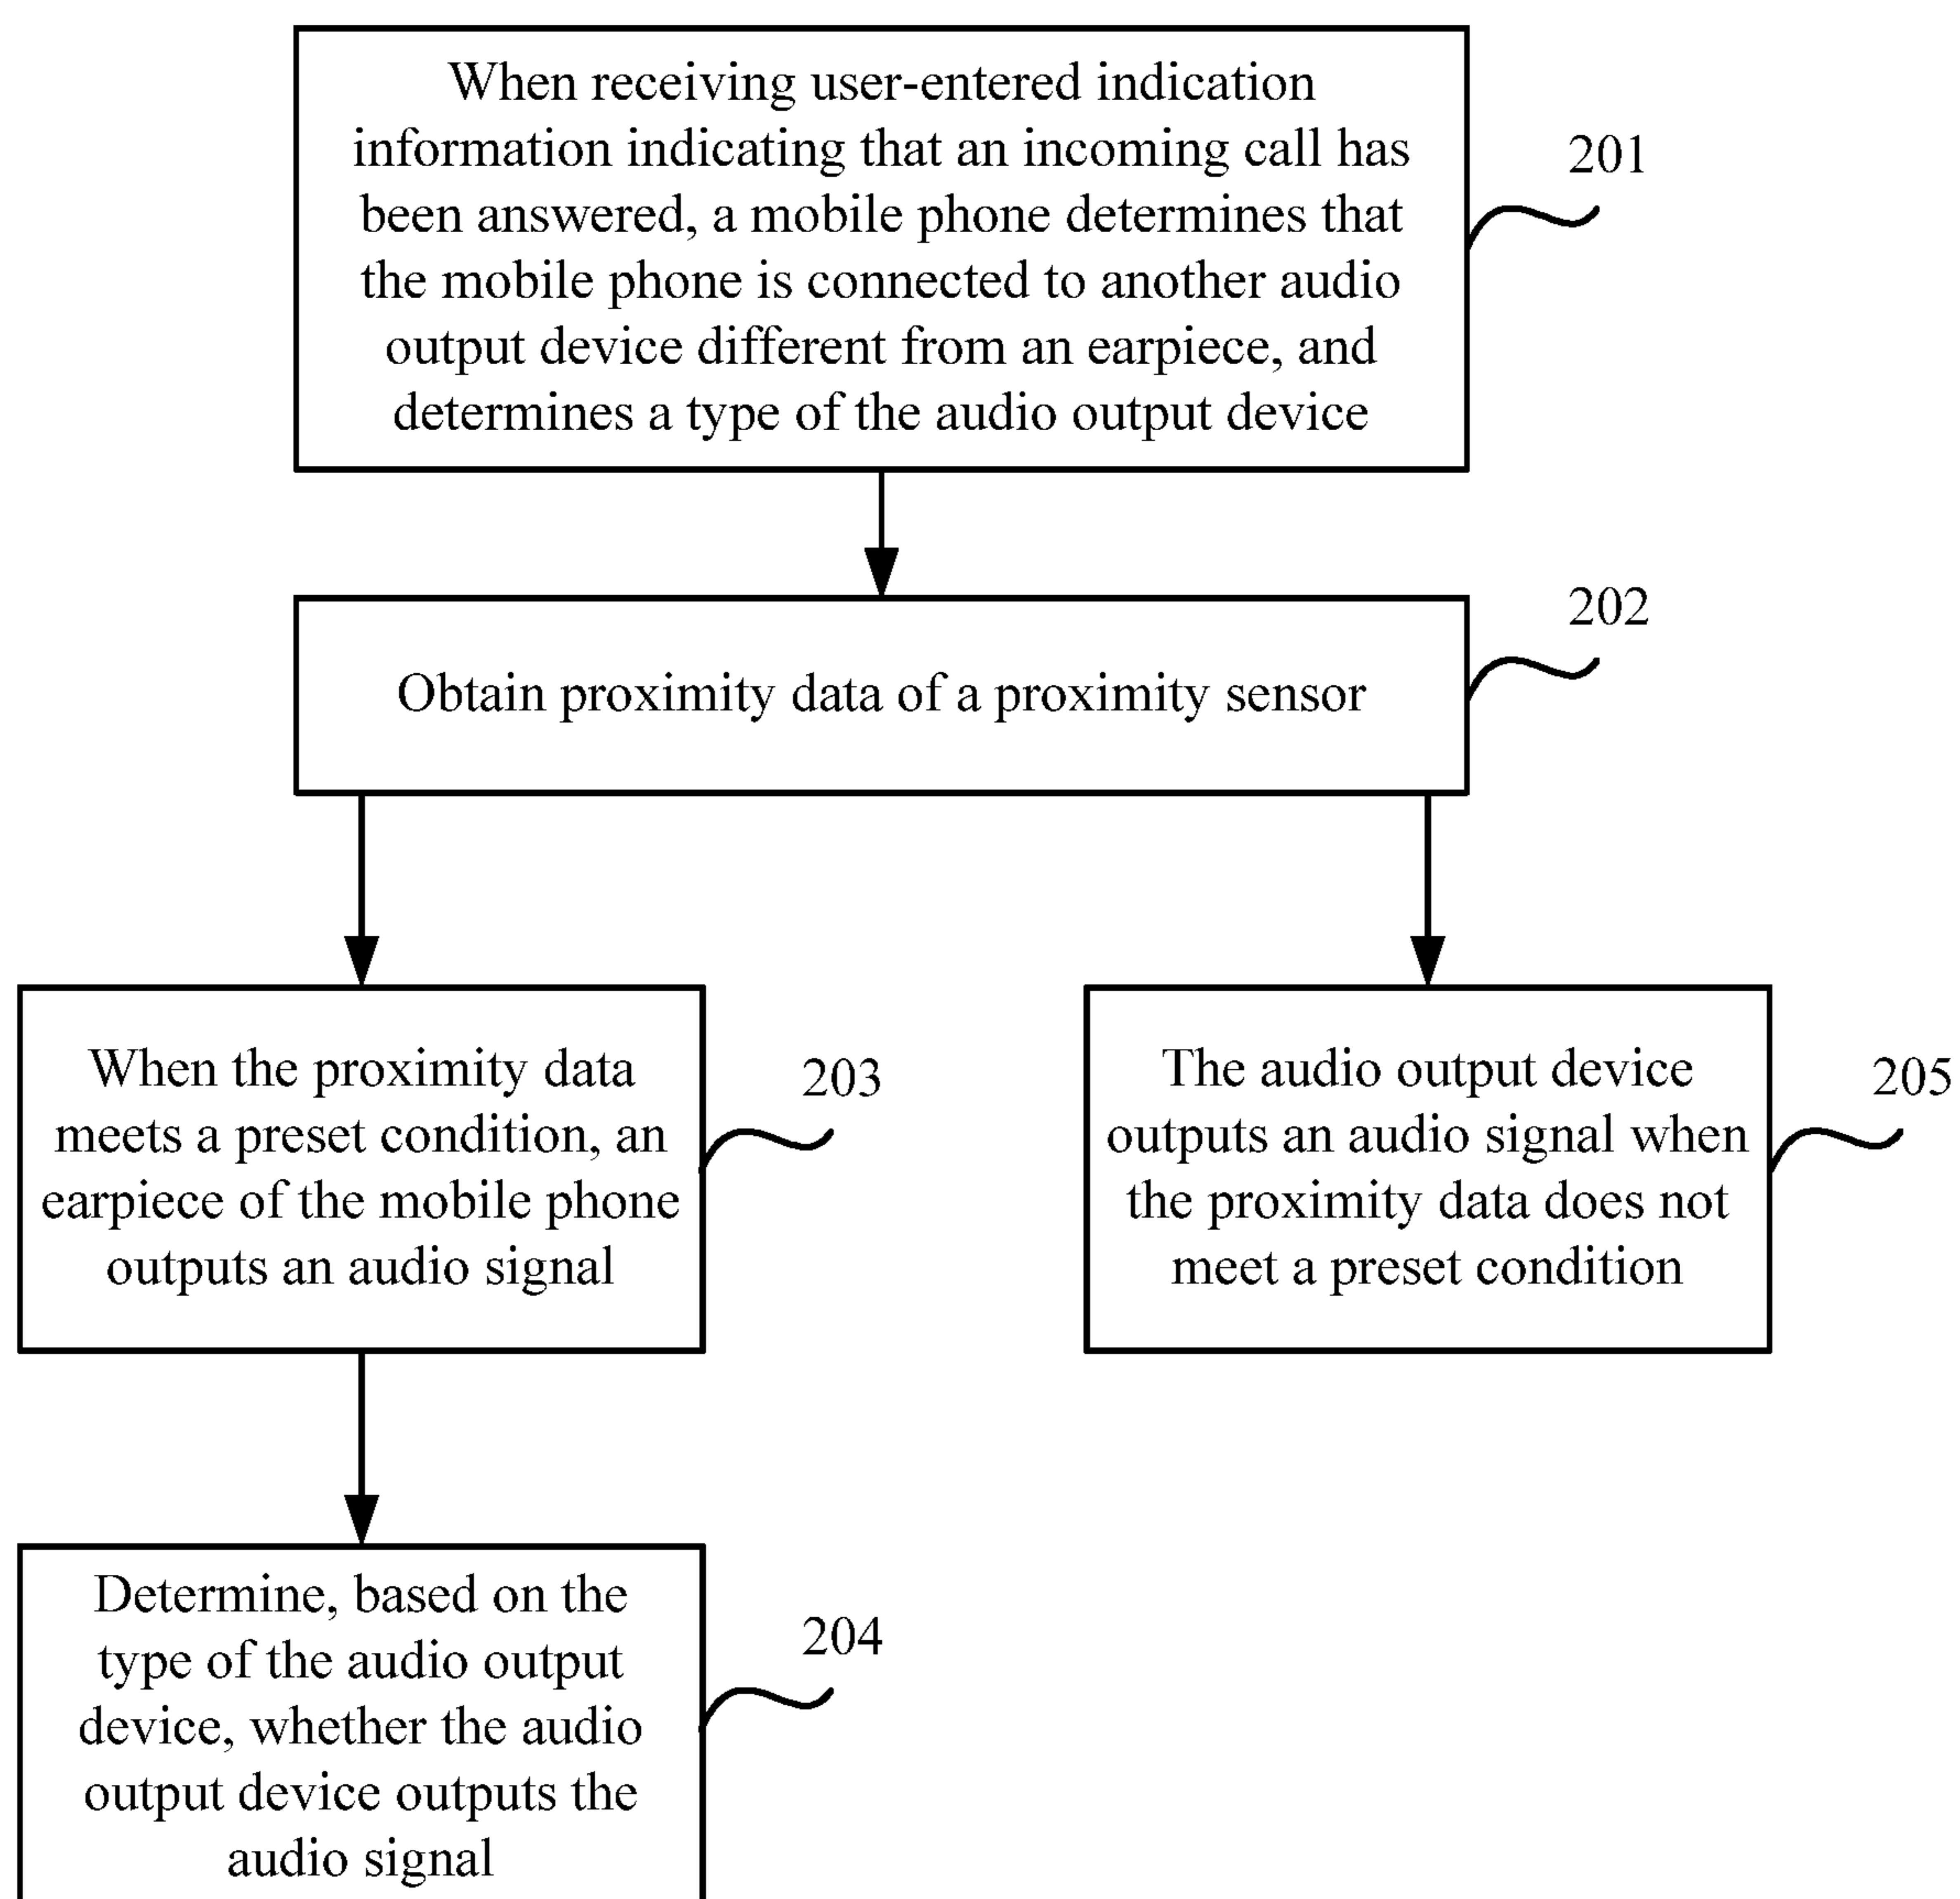 When receiving user-entered indication
information indicating that an incoming call has
been answered, a mobile phone determines that
the mobile phone is connected to another audio
output device different from an earpiece, and
determines a type of the audio output device
201
202
Obtain proximity data of a proximity sensor
When the proximity data
meets a preset condition, an
earpiece of the mobile phone
outputs an audio signal
203
The audio output device
outputs an audio signal when
the proximity data does not
meet a preset condition
205
Determine, based on the
type of the audio output
device, whether the audio
output device outputs the
audio signal
204